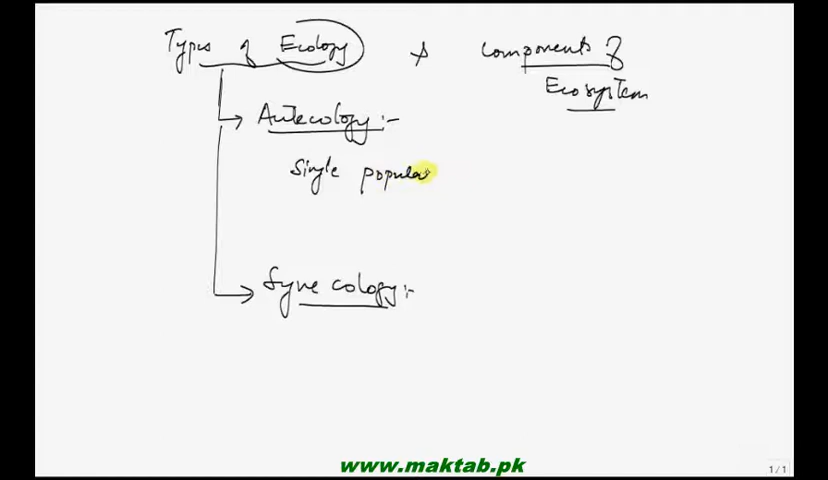 Types of Ecology & components of
Ecosystem
Autecology :-
Single popula
Synecology :-
www.maktab.pk
1/1